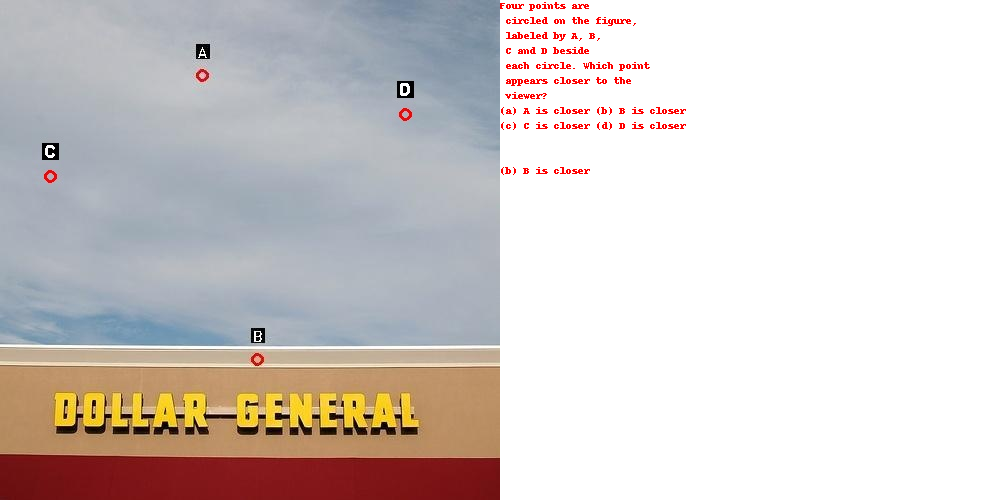 A
D
C
B
DOLLAR GENERAL
Four points are
circled on the figure,
labeled by A, B,
C and D beside
each circle. Which point
appears closer to the
viewer?
(a) A is closer (b) B is closer
(c) C is closer (d) D is closer
(b) B is closer